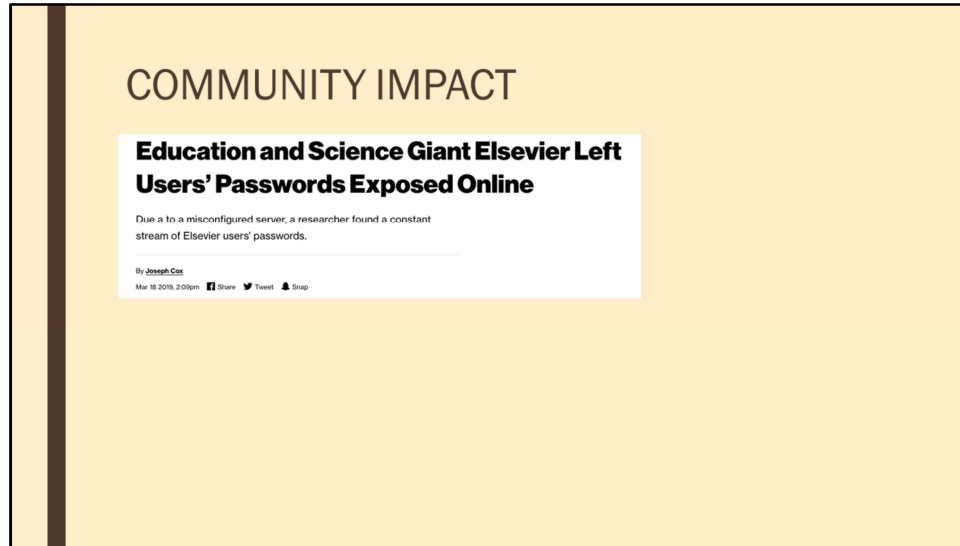 COMMUNITY IMPACT
Education and Science Giant Elsevier Left
Users' Passwords Exposed Online
Due a to a misconfigured server, a researcher found a constant
stream of Elsevier users' passwords.
By Joseph Cox
Mar 18 2019, 2:09pm Share Tweet Snap